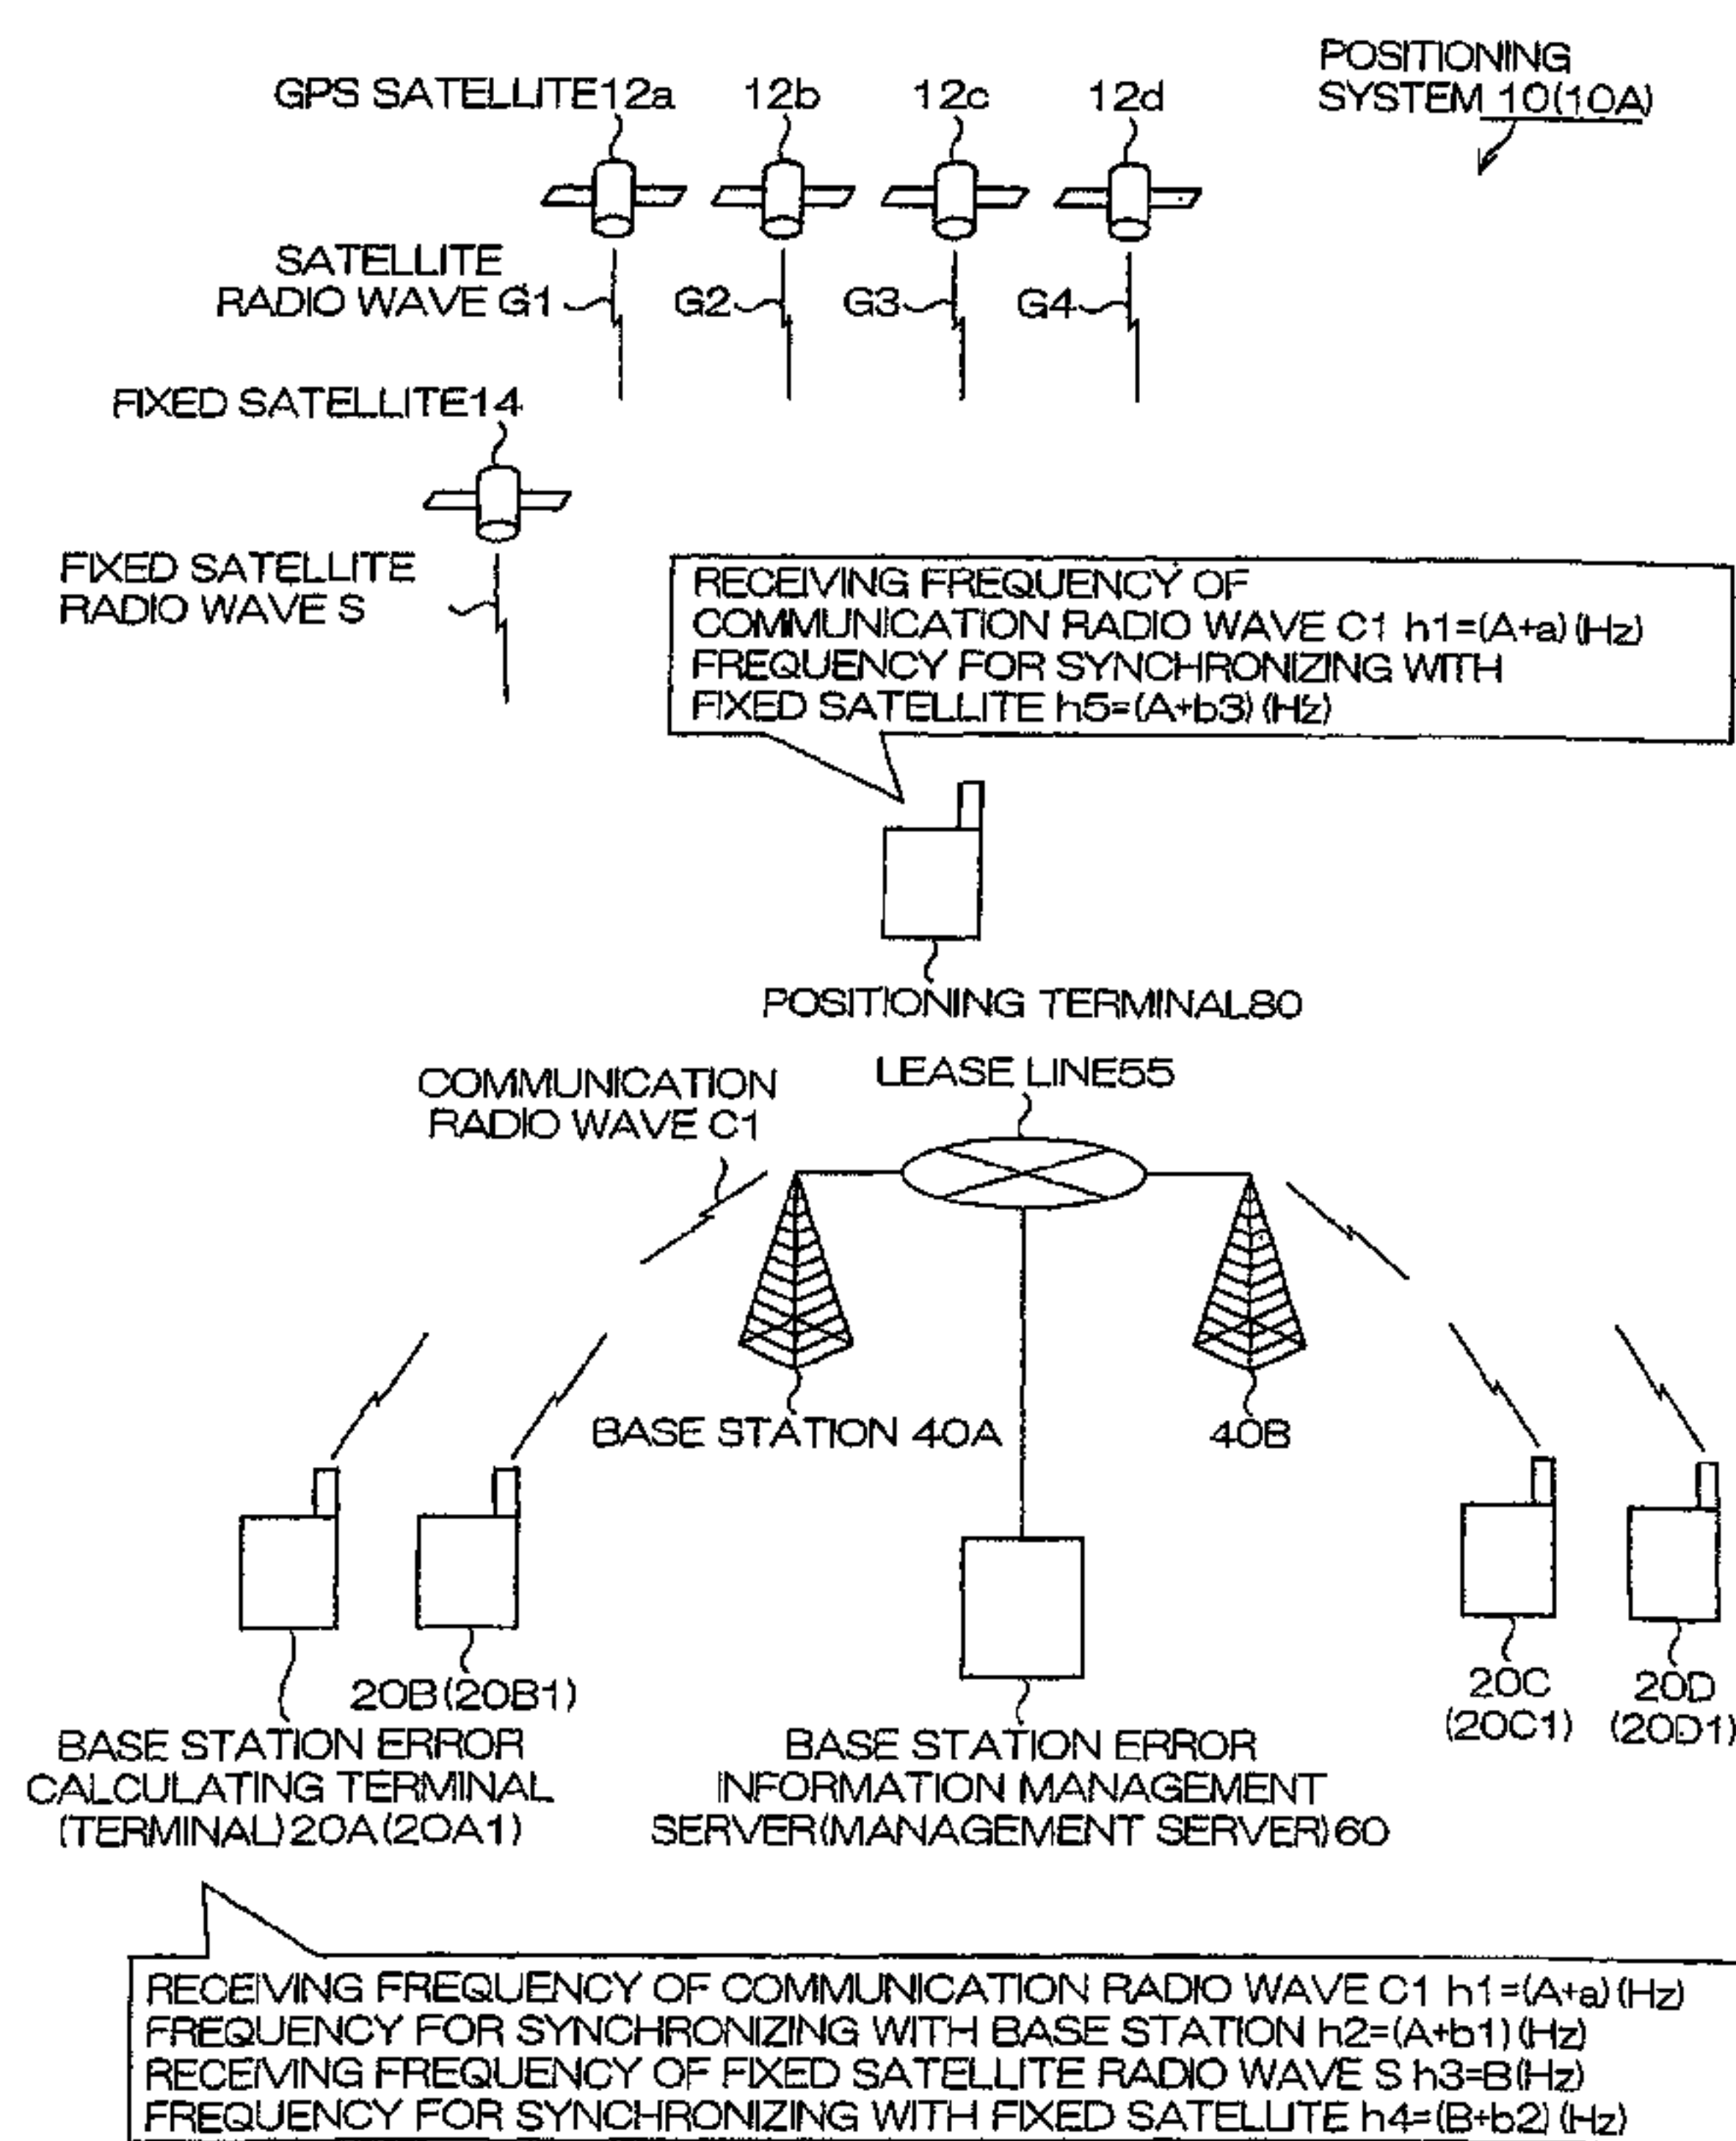 POSITIONING
SYSTEM 10(10A)
GPS SATELLITE12a 12b 12c 12d
SATELLITE
RADIO WAVE G1 G2 G3 G4
FIXED SATELLITE14
FIXED SATELLITE
RADIO WAVE S
RECEIVING FREQUENCY OF
COMMUNICATION RADIO WAVE C1 h1=(A+a)(Hz)
FREQUENCY FOR SYNCHRONIZING WITH
FIXED SATELLITE h5=(A+b3)(Hz)
POSITIONING TERMINAL80
COMMUNICATION
RADIO WAVE C1
LEASE LINE55
BASE STATION 40A
40B
20B(20B1)
20C
(20C1)
20D
(20D1)
BASE STATION ERROR
CALCULATING TERMINAL
(TERMINAL)20A(20A1)
BASE STATION ERROR
INFORMATION MANAGEMENT
SERVER(MANAGEMENT SERVER)60
RECEIVING FREQUENCY OF COMMUNICATION RADIO WAVE C1 h1=(A+a)(Hz)
FREQUENCY FOR SYNCHRONIZING WITH BASE STATION h2=(A+b1)(Hz)
RECEIVING FREQUENCY OF FIXED SATELLITE RADIO WAVE S h3=B(Hz)
FREQUENCY FOR SYNCHRONIZING WITH FIXED SATELLITE h4=(B+b2)(Hz)